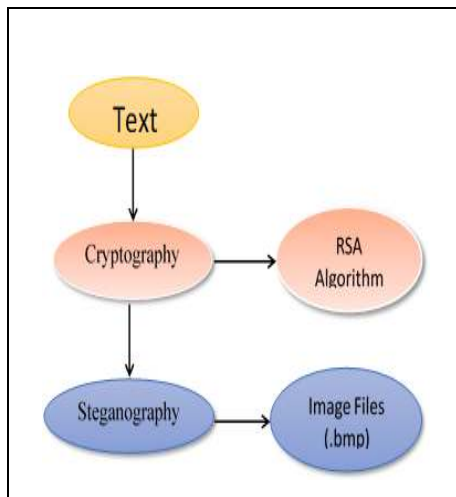 Text
Cryptography
RSA
Algorithm
Steganography
Image Files
(.bmp)